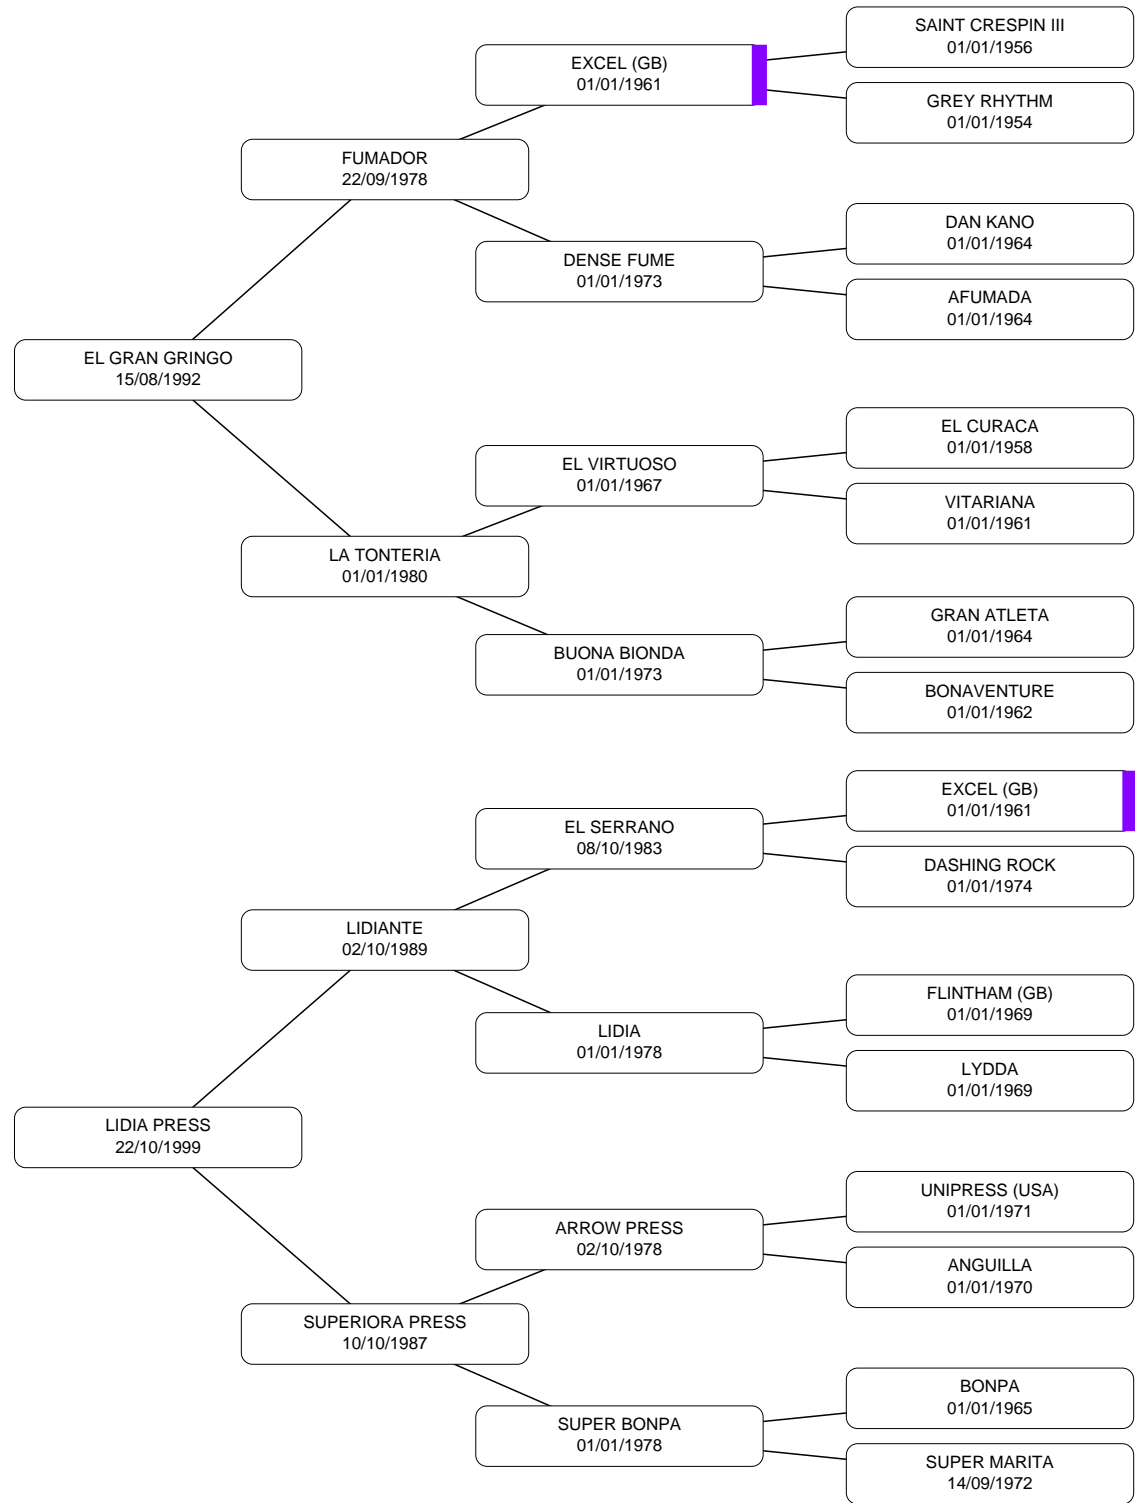 SAINT CRESPIN III
01/01/1956
EXCEL (GB)
01/01/1961
GREY RHYTHM
01/01/1954
FUMADOR
22/09/1978
DAN KANO
01/01/1964
DENSE FUME
01/01/1973
AFUMADA
01/01/1964
EL GRAN GRINGO
15/08/1992
EL CURACA
01/01/1958
EL VIRTUOSO
01/01/1967
VITARIANA
01/01/1961
LA TONTERIA
01/01/1980
GRAN ATLETA
01/01/1964
BUONA BIONDA
01/01/1973
BONAVENTURE
01/01/1962
EXCEL (GB)
01/01/1961
EL SERRANO
08/10/1983
DASHING ROCK
01/01/1974
LIDIANTE
02/10/1989
FLINTHAM (GB)
01/01/1969
LIDIA
01/01/1978
LYDDA
01/01/1969
LIDIA PRESS
22/10/1999
UNIPRESS (USA)
01/01/1971
ARROW PRESS
02/10/1978
ANGUILLA
01/01/1970
SUPERIORA PRESS
10/10/1987
BONPA
01/01/1965
SUPER BONPA
01/01/1978
SUPER MARITA
14/09/1972